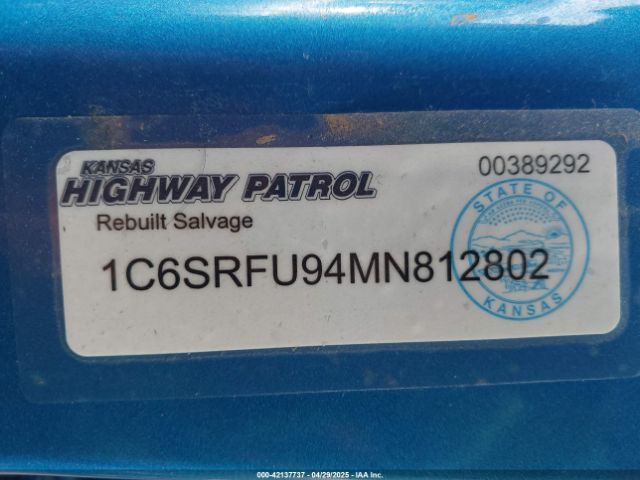 KANSAS
HIGHWAY PATROL
00389292
Rebuilt Salvage
1C6SRFU94MN812802
STATE OF
KANSAS
000-42137737 - 04/29/2025 - IAA Inc.